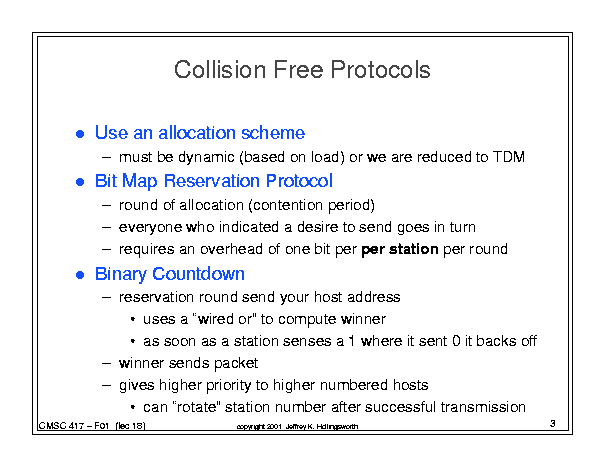 Collision Free Protocols
● Use an allocation scheme
– must be dynamic (based on load) or we are reduced to TDM
● Bit Map Reservation Protocol
– round of allocation (contention period)
– everyone who indicated a desire to send goes in turn
– requires an overhead of one bit per per station per round
● Binary Countdown
– reservation round send your host address
• uses a “wired or” to compute winner
• as soon as a station senses a 1 where it sent 0 it backs off
– winner sends packet
– gives higher priority to higher numbered hosts
• can “rotate” station number after successful transmission
CMSC 417 – F01 (lec 18)
copyright 2001 Jeffrey K. Hollingsworth
3